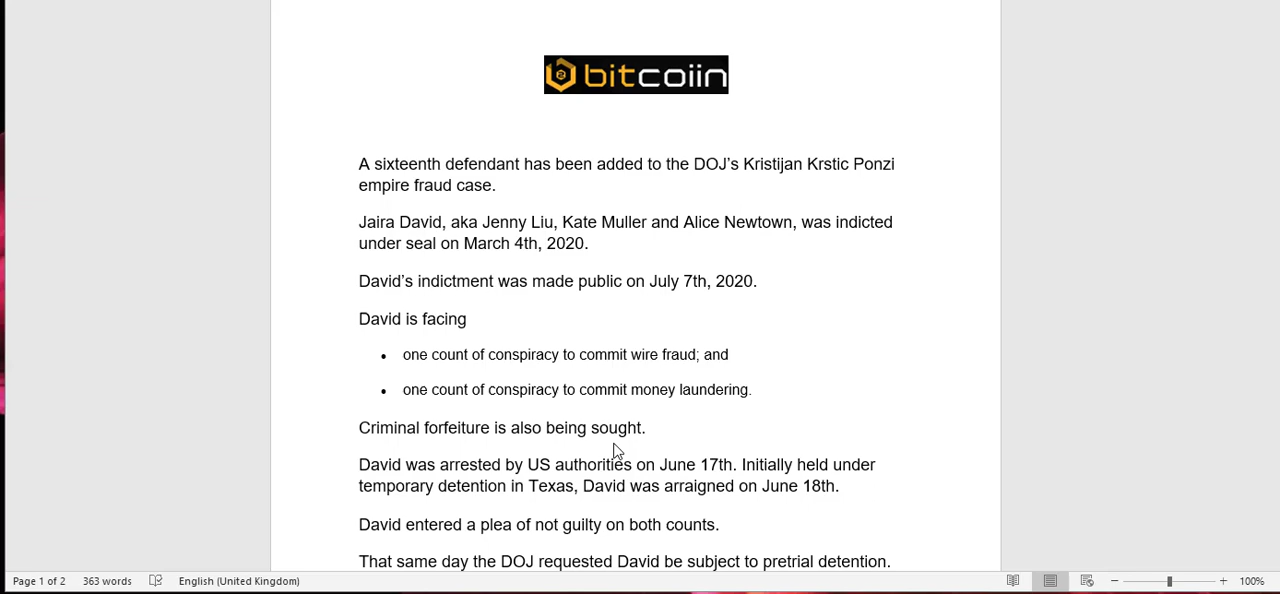 bitcoiin
A sixteenth defendant has been added to the DOJ’s Kristijan Krstic Ponzi
empire fraud case.
Jaira David, aka Jenny Liu, Kate Muller and Alice Newtown, was indicted
under seal on March 4th, 2020.
David’s indictment was made public on July 7th, 2020.
David is facing
• one count of conspiracy to commit wire fraud; and
• one count of conspiracy to commit money laundering.
Criminal forfeiture is also being sought.
David was arrested by US authorities on June 17th. Initially held under
temporary detention in Texas, David was arraigned on June 18th.
David entered a plea of not guilty on both counts.
That same day the DOJ requested David be subject to pretrial detention.
Page 1 of 2 363 words English (United Kingdom) 100%